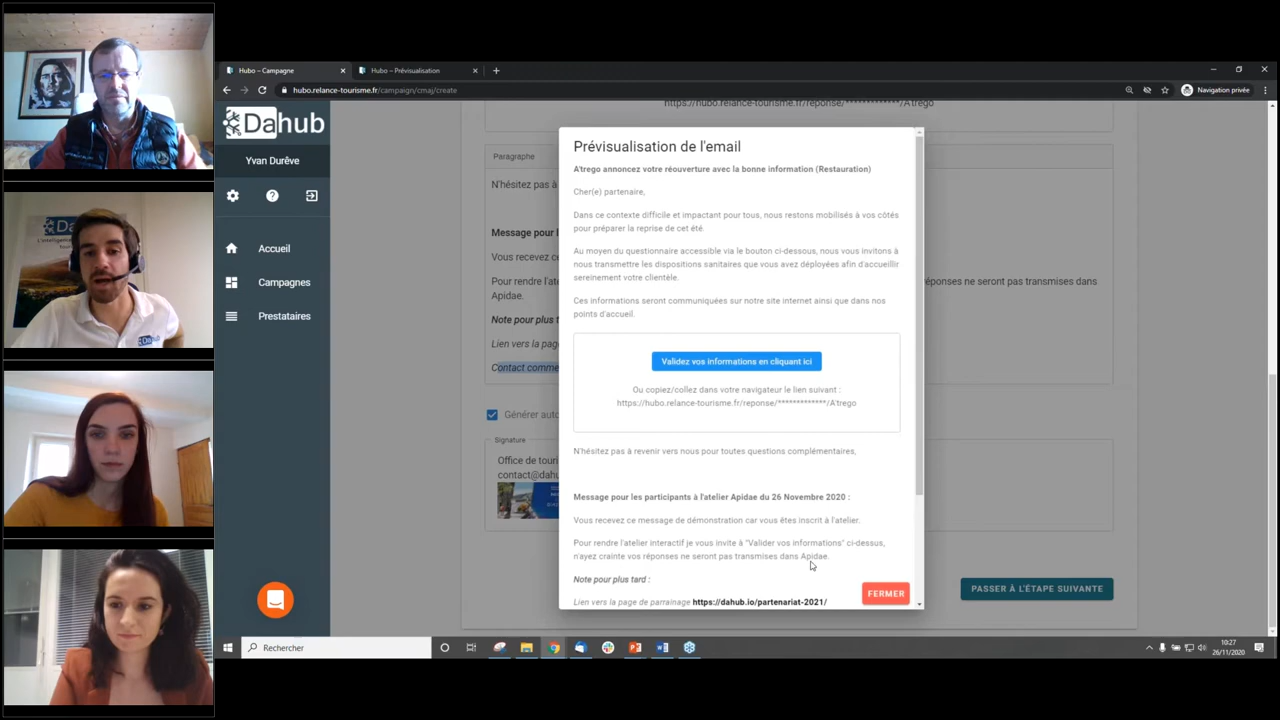 Hubo – Campagne
Hubo – Prévisualisation
hubo.relance-tourisme.fr/campaign/cmaj/create
Navigation privée
Dahub
Yvan Durêve
Accueil
Campagnes
Prestataires
https://hubo.relance-tourisme.fr/reponse/*************/A'trego
Paragraphe
N'hésitez pas à
Message pour l
Vous recevez ce
Pour rendre l'ate
éponses ne seront pas transmises dans
Apidae.
Note pour plus t
Lien vers la page
Contact comme
Générer auto
Signature
Office de touri
contact@dahu
PASSER À L'ÉTAPE SUIVANTE
Prévisualisation de l'email
A'trego annoncez votre réouverture avec la bonne information (Restauration)
Cher(e) partenaire,
Dans ce contexte difficile et impactant pour tous, nous restons mobilisés à vos côtés
pour préparer la reprise de cet été.
Au moyen du questionnaire accessible via le bouton ci-dessous, nous vous invitons à
nous transmettre les dispositions sanitaires que vous avez déployées afin d'accueillir
sereinement votre clientèle.
Ces informations seront communiquées sur notre site internet ainsi que dans nos
points d'accueil.
Validez vos informations en cliquant ici
Ou copiez/collez dans votre navigateur le lien suivant :
https://hubo.relance-tourisme.fr/reponse/*************/A'trego
N'hésitez pas à revenir vers nous pour toutes questions complémentaires,
Message pour les participants à l'atelier Apidae du 26 Novembre 2020 :
Vous recevez ce message de démonstration car vous êtes inscrit à l'atelier.
Pour rendre l'atelier interactif je vous invite à "Valider vos informations" ci-dessus,
n'ayez crainte vos réponses ne seront pas transmises dans Apidae.
Note pour plus tard :
Lien vers la page de parrainage https://dahub.io/partenariat-2021/
FERMER
Rechercher
10:27
26/11/2020